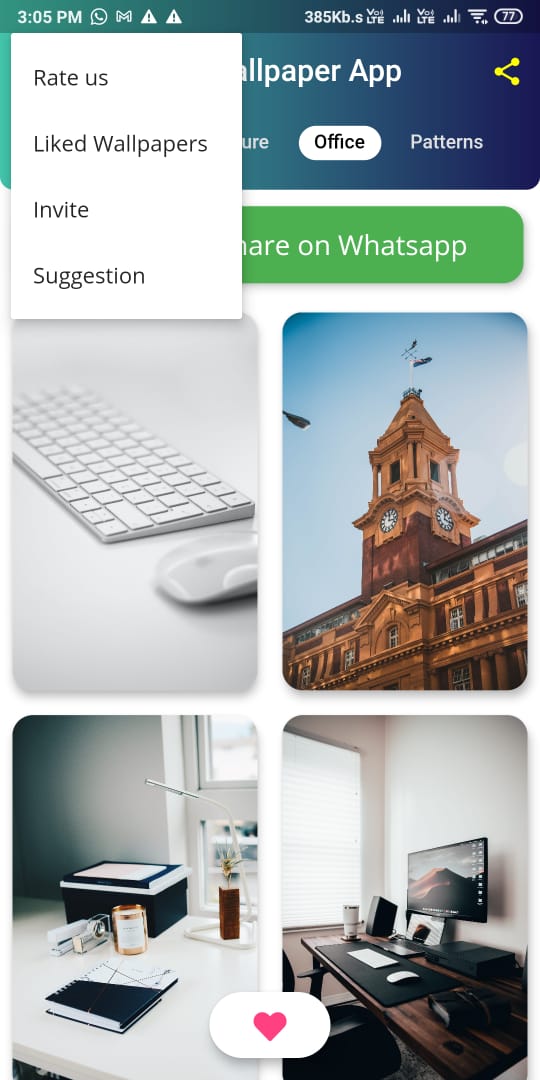 3:05 PM 385Kb.s Vo) LTE Vo) LTE 77
Rate us
Liked Wallpapers
Invite
Suggestion
allpaper App
ure Office Patterns
hare on Whatsapp